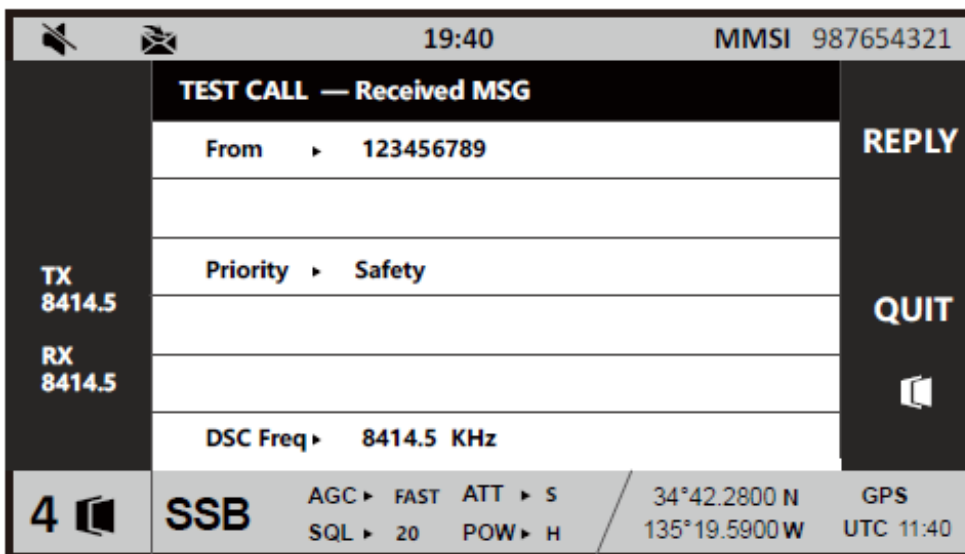 19:40 MMSI 987654321
TEST CALL — Received MSG
From ▸ 123456789
REPLY
Priority ▸ Safety
TX
8414.5
QUIT
RX
8414.5
DSC Freq ▸ 8414.5 KHz
4 SSB
AGC ▸ FAST ATT ▸ S
SQL ▸ 20 POW ▸ H
34°42.2800 N GPS
135°19.5900 W UTC 11:40